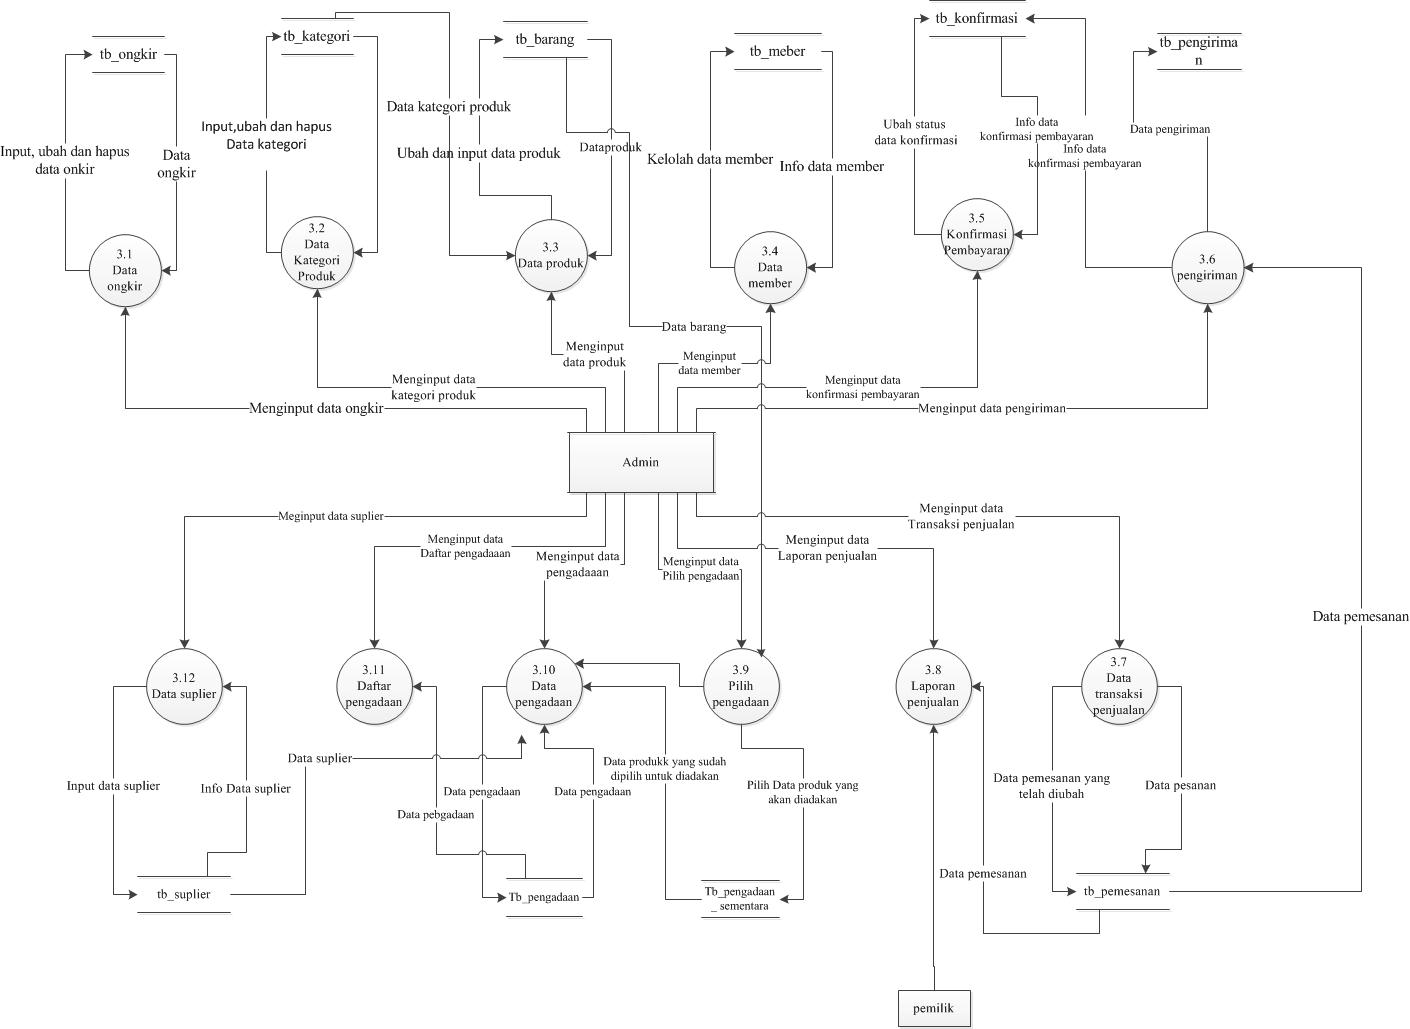 tb_ongkir
tb_kategori
tb_barang
tb_meber
tb_konfirmasi
tb_pengirima
n
Input, ubah dan hapus
data onkir
Data
ongkir
Input,ubah dan hapus
Data kategori
Data kategori produk
Ubah dan input data produk
Dataproduk
Kelolah data member
Info data member
Ubah status
data konfirmasi
Info data
konfirmasi pembayaran
Info data
konfirmasi pembayaran
Data pengiriman
3.1
Data
ongkir
3.2
Data
Kategori
Produk
3.3
Data produk
3.4
Data
member
3.5
Konfirmasi
Pembayaran
3.6
pengiriman
Data barang
Menginput
data produk
Menginput
data member
Menginput data
kategori produk
Menginput data
konfirmasi pembayaran
Menginput data ongkir
Menginput data pengiriman
Admin
Meginput data suplier
Menginput data
Daftar pengadaaan
Menginput data
pengadaaan
Menginput data
Pilih pengadaan
Menginput data
Laporan penjualan
Menginput data
Transaksi penjualan
Data pemesanan
3.12
Data suplier
3.11
Daftar
pengadaan
3.10
Data
pengadaan
3.9
Pilih
pengadaan
3.8
Laporan
penjualan
3.7
Data
transaksi
penjualan
Data suplier
Input data suplier
Info Data suplier
Data pengadaan
Data pebgadaan
Data pengadaan
Data produkk yang sudah
dipilih untuk diadakan
Pilih Data produk yang
akan diadakan
Data pemesanan yang
telah diubah
Data pesanan
Data pemesanan
tb_suplier
Tb_pengadaan
Tb_pengadaan
_ sementara
tb_pemesanan
pemilik